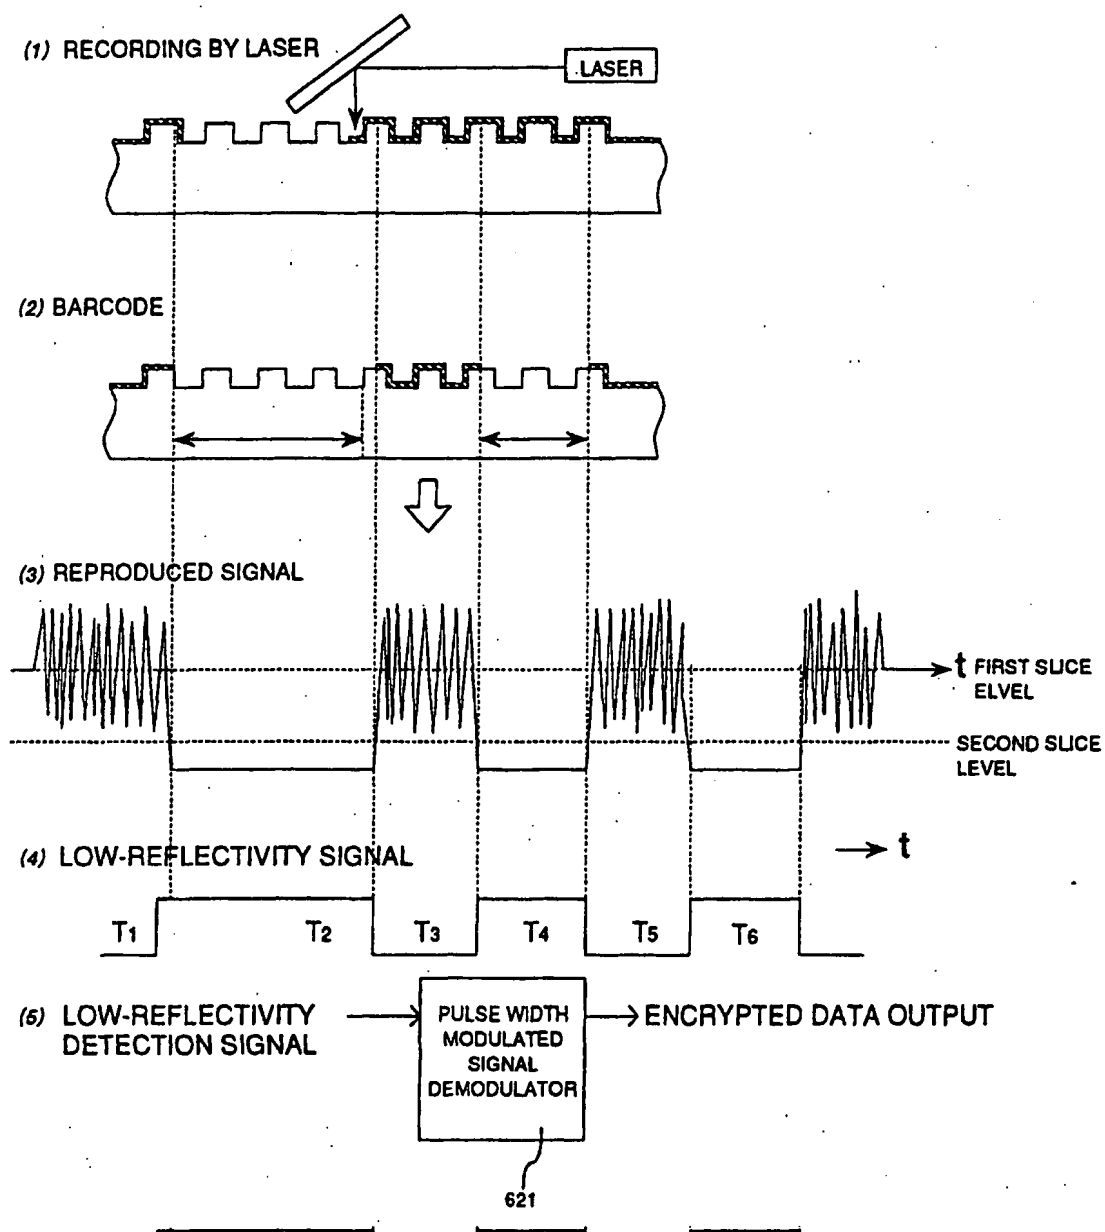 (1) RECORDING BY LASER
LASER
(2) BARCODE
(3) REPRODUCED SIGNAL
t FIRST SLICE
ELVEL
SECOND SLICE
LEVEL
(4) LOW-REFLECTIVITY SIGNAL
t
T1 T2 T3 T4 T5 T6
(5) LOW-REFLECTIVITY
DETECTION SIGNAL
PULSE WIDTH
MODULATED
SIGNAL
DEMODULATOR
ENCRYPTED DATA OUTPUT
621